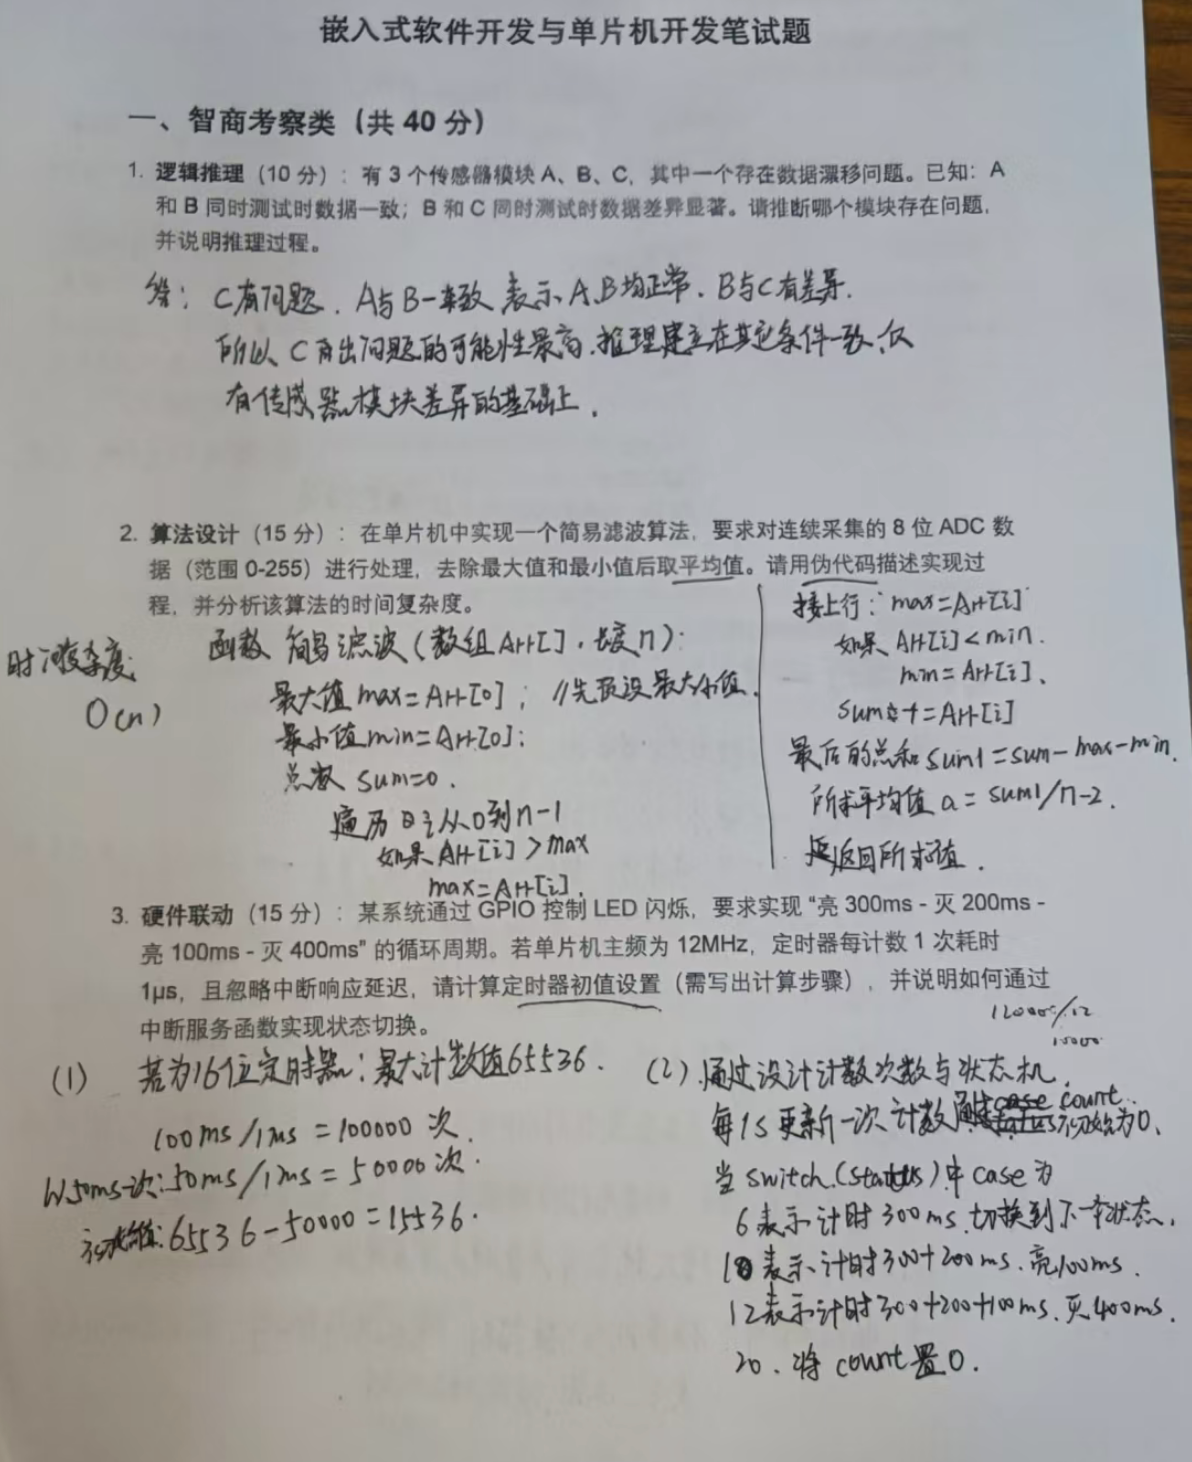 嵌入式软件开发与单片机开发笔试题
一、智商考察类（共 40 分）
1. 逻辑推理（10 分）：有 3 个传感器模块 A、B、C，其中一个存在数据漂移问题。已知：A
和 B 同时测试时数据一致；B 和 C 同时测试时数据差异显著。请推断哪个模块存在问题，
并说明推理过程。
答：C有问题．A与B一致，表示A、B均正常．B与C有差异．
所以C有出问题的可能性最高．推理建立在其他条件一致，仅
有传感器模块差异的基础上．
2. 算法设计（15 分）：在单片机中实现一个简易滤波算法，要求对连续采集的 8 位 ADC 数
据（范围 0-255）进行处理，去除最大值和最小值后取平均值。请用伪代码描述实现过
程，并分析该算法的时间复杂度。
时间复杂度：
O(n)
函数 简易滤波（数组Arr[]，长度n）：
最大值 max=Arr[0]； //先预设最大小值．
最小值min=Arr[0]；
总数 sum=0．
遍历 i从0到n-1
如果 Arr[i]>max
max=Arr[i]．
接上行：max=Arr[i]
如果 Arr[i]<min．
min=Arr[i]．
sum+=Arr[i]
最后的总和 sum1=sum-max-min．
所求平均值 a=sum1/n-2．
返回所求值．
3. 硬件联动（15 分）：某系统通过 GPIO 控制 LED 闪烁，要求实现 “亮 300ms - 灭 200ms -
亮 100ms - 灭 400ms” 的循环周期。若单片机主频为 12MHz，定时器每计数 1 次耗时
1μs，且忽略中断响应延迟，请计算定时器初值设置（需写出计算步骤），并说明如何通过
中断服务函数实现状态切换。
(1) 若为16位定时器：最大计数值65536．
100ms/1ms=100000次．
以50ms一次：50ms/1ms=50000次．
初始值：65536-50000=15536．
(2)．通过设计计数次数与状态机．
每1s更新一次计数 count 初始为0．
当 switch(status)中case为
6表示计时300ms．切换到下一个状态．
10表示计时300+200ms．亮100ms．
12表示计时300+200+100ms．灭400ms．
20．将count置0．